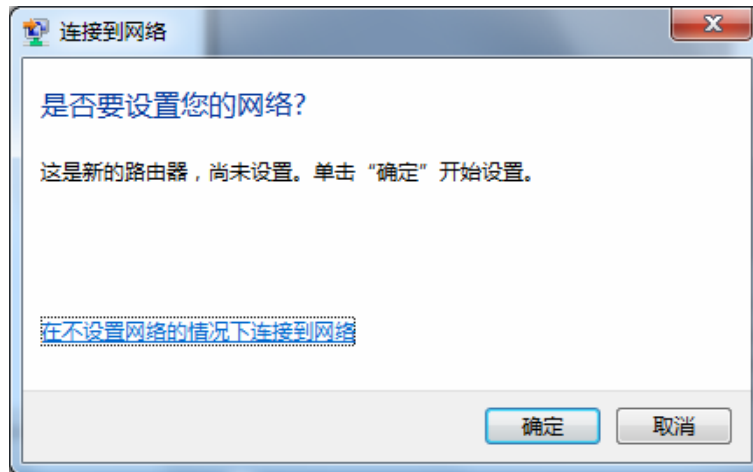 连接到网络
是否要设置您的网络?
这是新的路由器，尚未设置。单击“确定”开始设置。
在不设置网络的情况下连接到网络
确定
取消